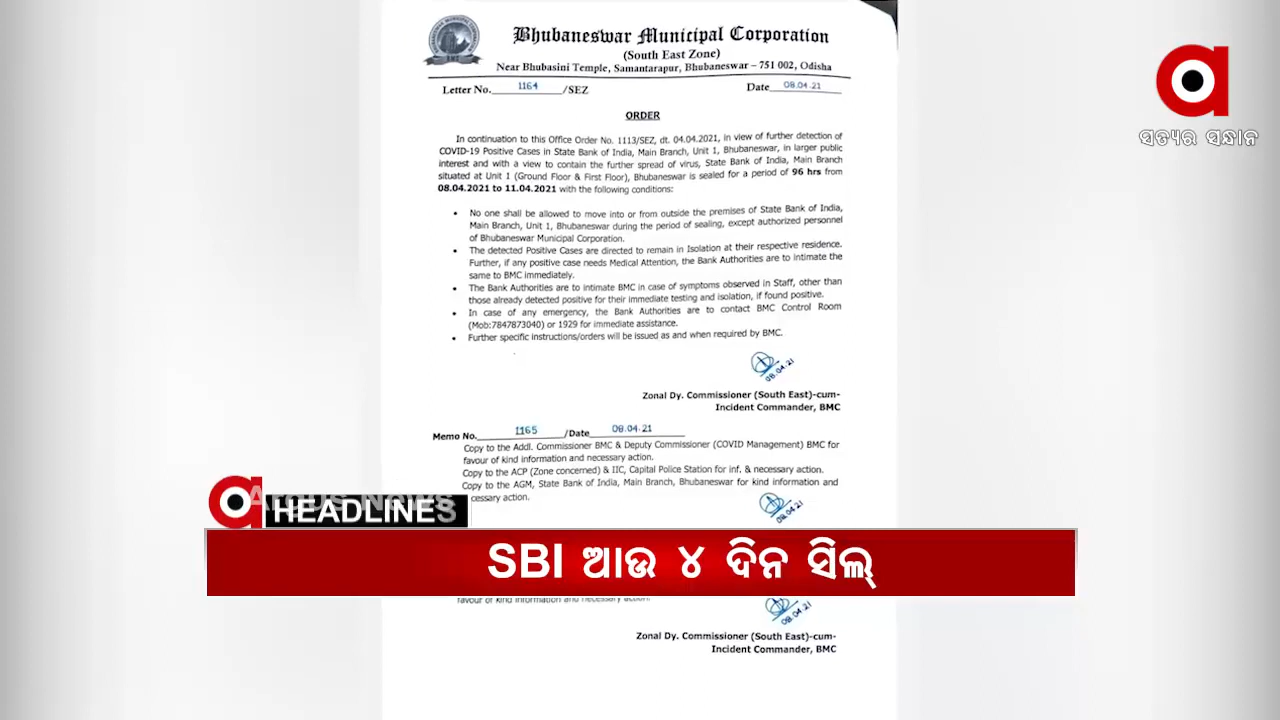 Bhubaneswar Municipal Corporation
(South East Zone)
Near Bhubasini Temple, Samantarapur, Bhubaneswar – 751 002, Odisha
Letter No. 1164 /SEZ Date 08.04.21
ସତ୍ୟର ସନ୍ଧାନ
ORDER
In continuation to this Office Order No. 1113/SEZ, dt. 04.04.2021, in view of further detection of
COVID-19 Positive Cases in State Bank of India, Main Branch, Unit 1, Bhubaneswar, in larger public
interest and with a view to contain the further spread of virus, State Bank of India, Main Branch
situated at Unit 1 (Ground Floor & First Floor), Bhubaneswar is sealed for a period of 96 hrs from
08.04.2021 to 11.04.2021 with the following conditions:
• No one shall be allowed to move into or from outside the premises of State Bank of India,
Main Branch, Unit 1, Bhubaneswar during the period of sealing, except authorized personnel
of Bhubaneswar Municipal Corporation.
• The detected Positive Cases are directed to remain in Isolation at their respective residence.
Further, if any positive case needs Medical Attention, the Bank Authorities are to intimate the
same to BMC immediately.
• The Bank Authorities are to intimate BMC in case of symptoms observed in Staff, other than
those already detected positive for their immediate testing and isolation, if found positive.
• In case of any emergency, the Bank Authorities are to contact BMC Control Room
(Mob:7847873040) or 1929 for immediate assistance.
• Further specific instructions/orders will be issued as and when required by BMC.
08.04.21
Zonal Dy. Commissioner (South East)-cum-
Incident Commander, BMC
Memo No. 1165 /Date 08.04.21
Copy to the Addl. Commissioner BMC & Deputy Commissioner (COVID Management) BMC for
favour of kind information and necessary action.
Copy to the ACP (Zone concerned) & IIC, Capital Police Station for inf. & necessary action.
Copy to the AGM, State Bank of India, Main Branch, Bhubaneswar for kind information and
cessary action.
08.04.21
Argus News
HEADLINES
SBI ଆଉ ୪ ଦିନ ସିଲ୍
favour of kind information and necessary action.
08.04.21
Zonal Dy. Commissioner (South East)-cum-
Incident Commander, BMC